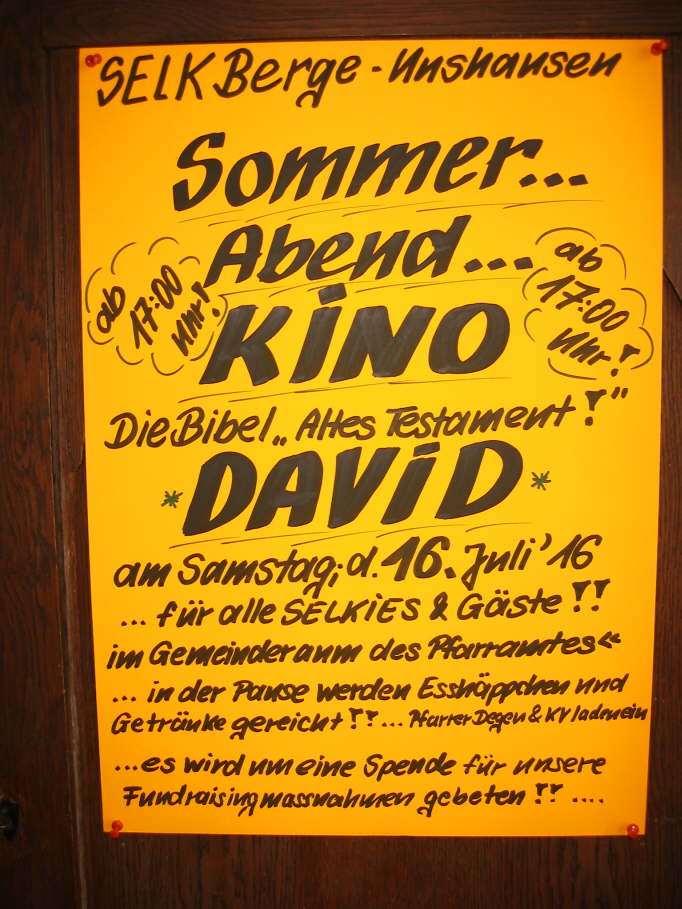 SELK Berge - Unshausen
Sommer...
Abend...
ab
17:00
Uhr!
KiNO
ab
17:00
Uhr!
Die Bibel „Altes Testament!"
* DAViD *
am Samstag; d. 16. Juli '16
... für alle SELKiES & Gäste!!
im Gemeinderaum des Pfarramtes"
... in der Pause werden Esshäppchen und
Getränke gereicht!! ... Pfarrer Degen & KV laden ein
...es wird um eine Spende für unsere
Fundraisingmassnahmen gebeten!! ....